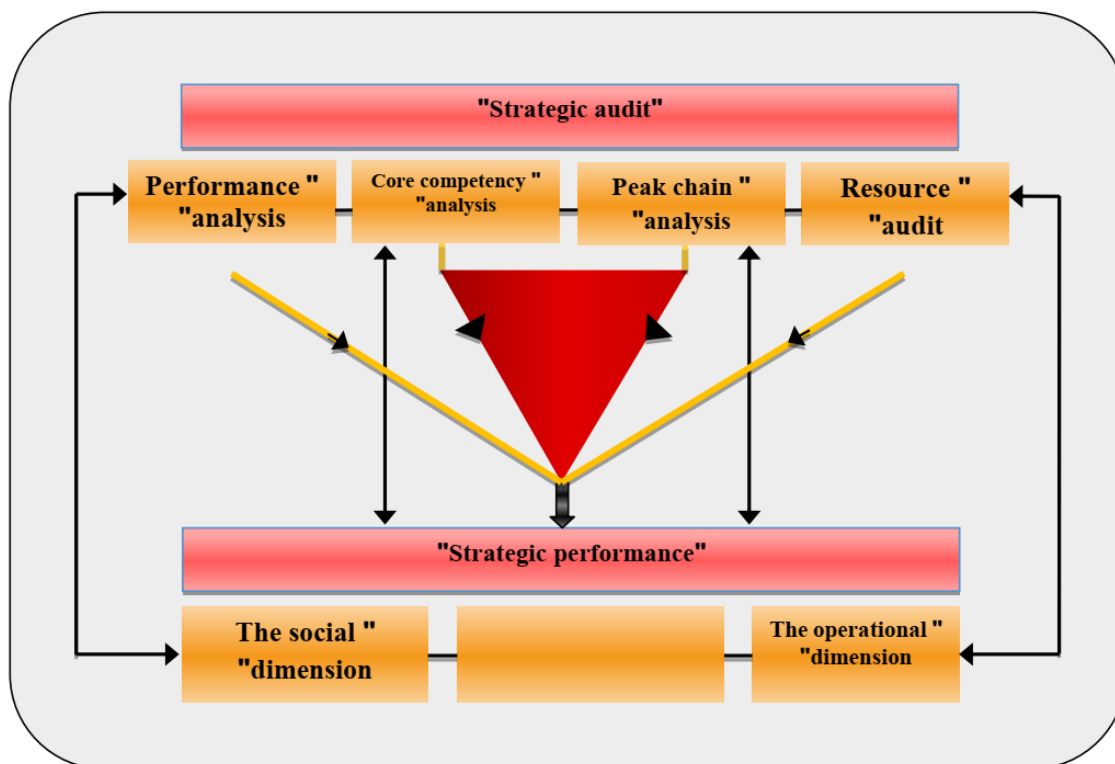 "Strategic audit"
Performance "
"analysis
Core competency "
"analysis
Peak chain "
"analysis
Resource "
"audit
"Strategic performance"
The social "
"dimension
The operational "
"dimension